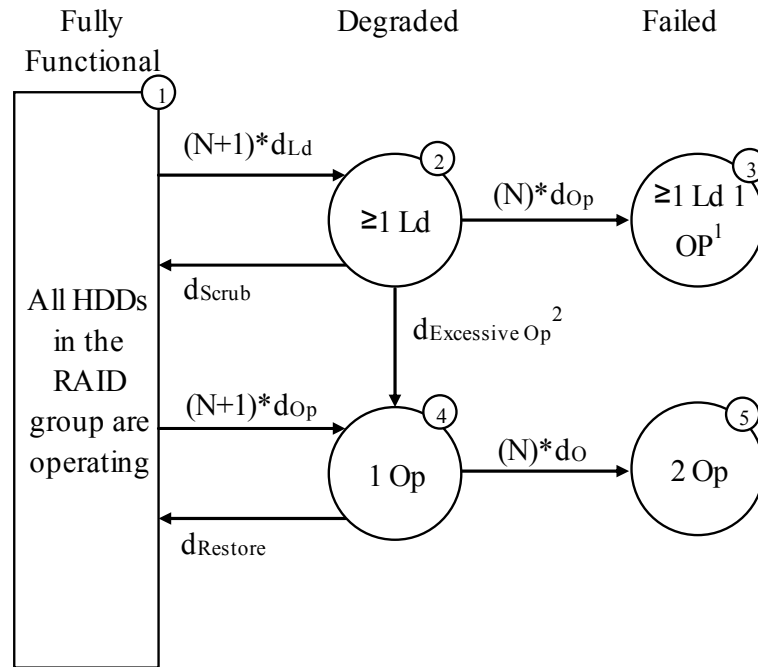 Fully
Functional
Degraded
Failed
1
(N+1)*dLd
2
≥1 Ld
(N)*dOp
3
≥1 Ld 1
OP¹
dScrub
All HDDs
in the
RAID
group are
operating
dExcessive Op²
(N+1)*dOp
4
1 Op
(N)*dO
5
2 Op
dRestore